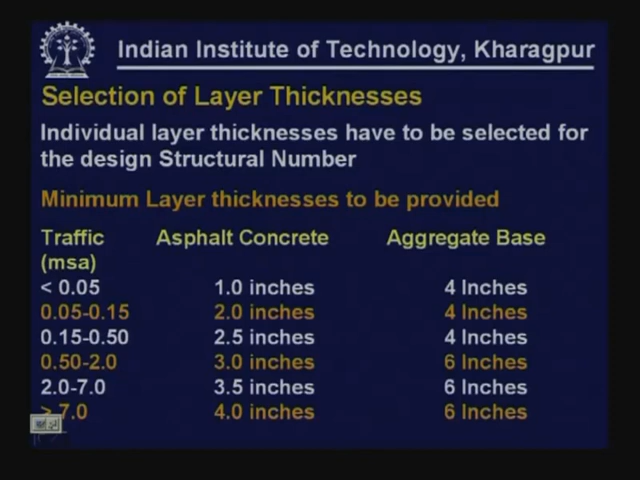 Indian Institute of Technology, Kharagpur
Selection of Layer Thicknesses
Individual layer thicknesses have to be selected for
the design Structural Number
Minimum Layer thicknesses to be provided
Traffic Asphalt Concrete Aggregate Base
(msa)
< 0.05 1.0 inches 4 Inches
0.05-0.15 2.0 inches 4 Inches
0.15-0.50 2.5 inches 4 Inches
0.50-2.0 3.0 inches 6 Inches
2.0-7.0 3.5 inches 6 Inches
> 7.0 4.0 inches 6 Inches